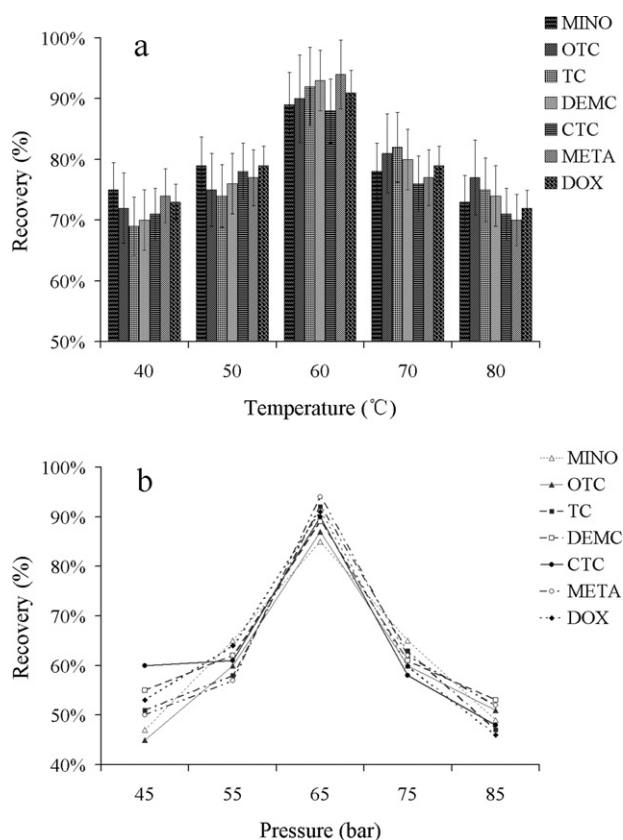 a
100%
90%
80%
70%
60%
50%
Recovery (%)
40
50
60
70
80
Temperature (℃)
MINO
OTC
TC
DEMC
CTC
META
DOX
b
100%
90%
80%
70%
60%
50%
40%
Recovery (%)
45
55
65
75
85
Pressure (bar)
MINO
OTC
TC
DEMC
CTC
META
DOX